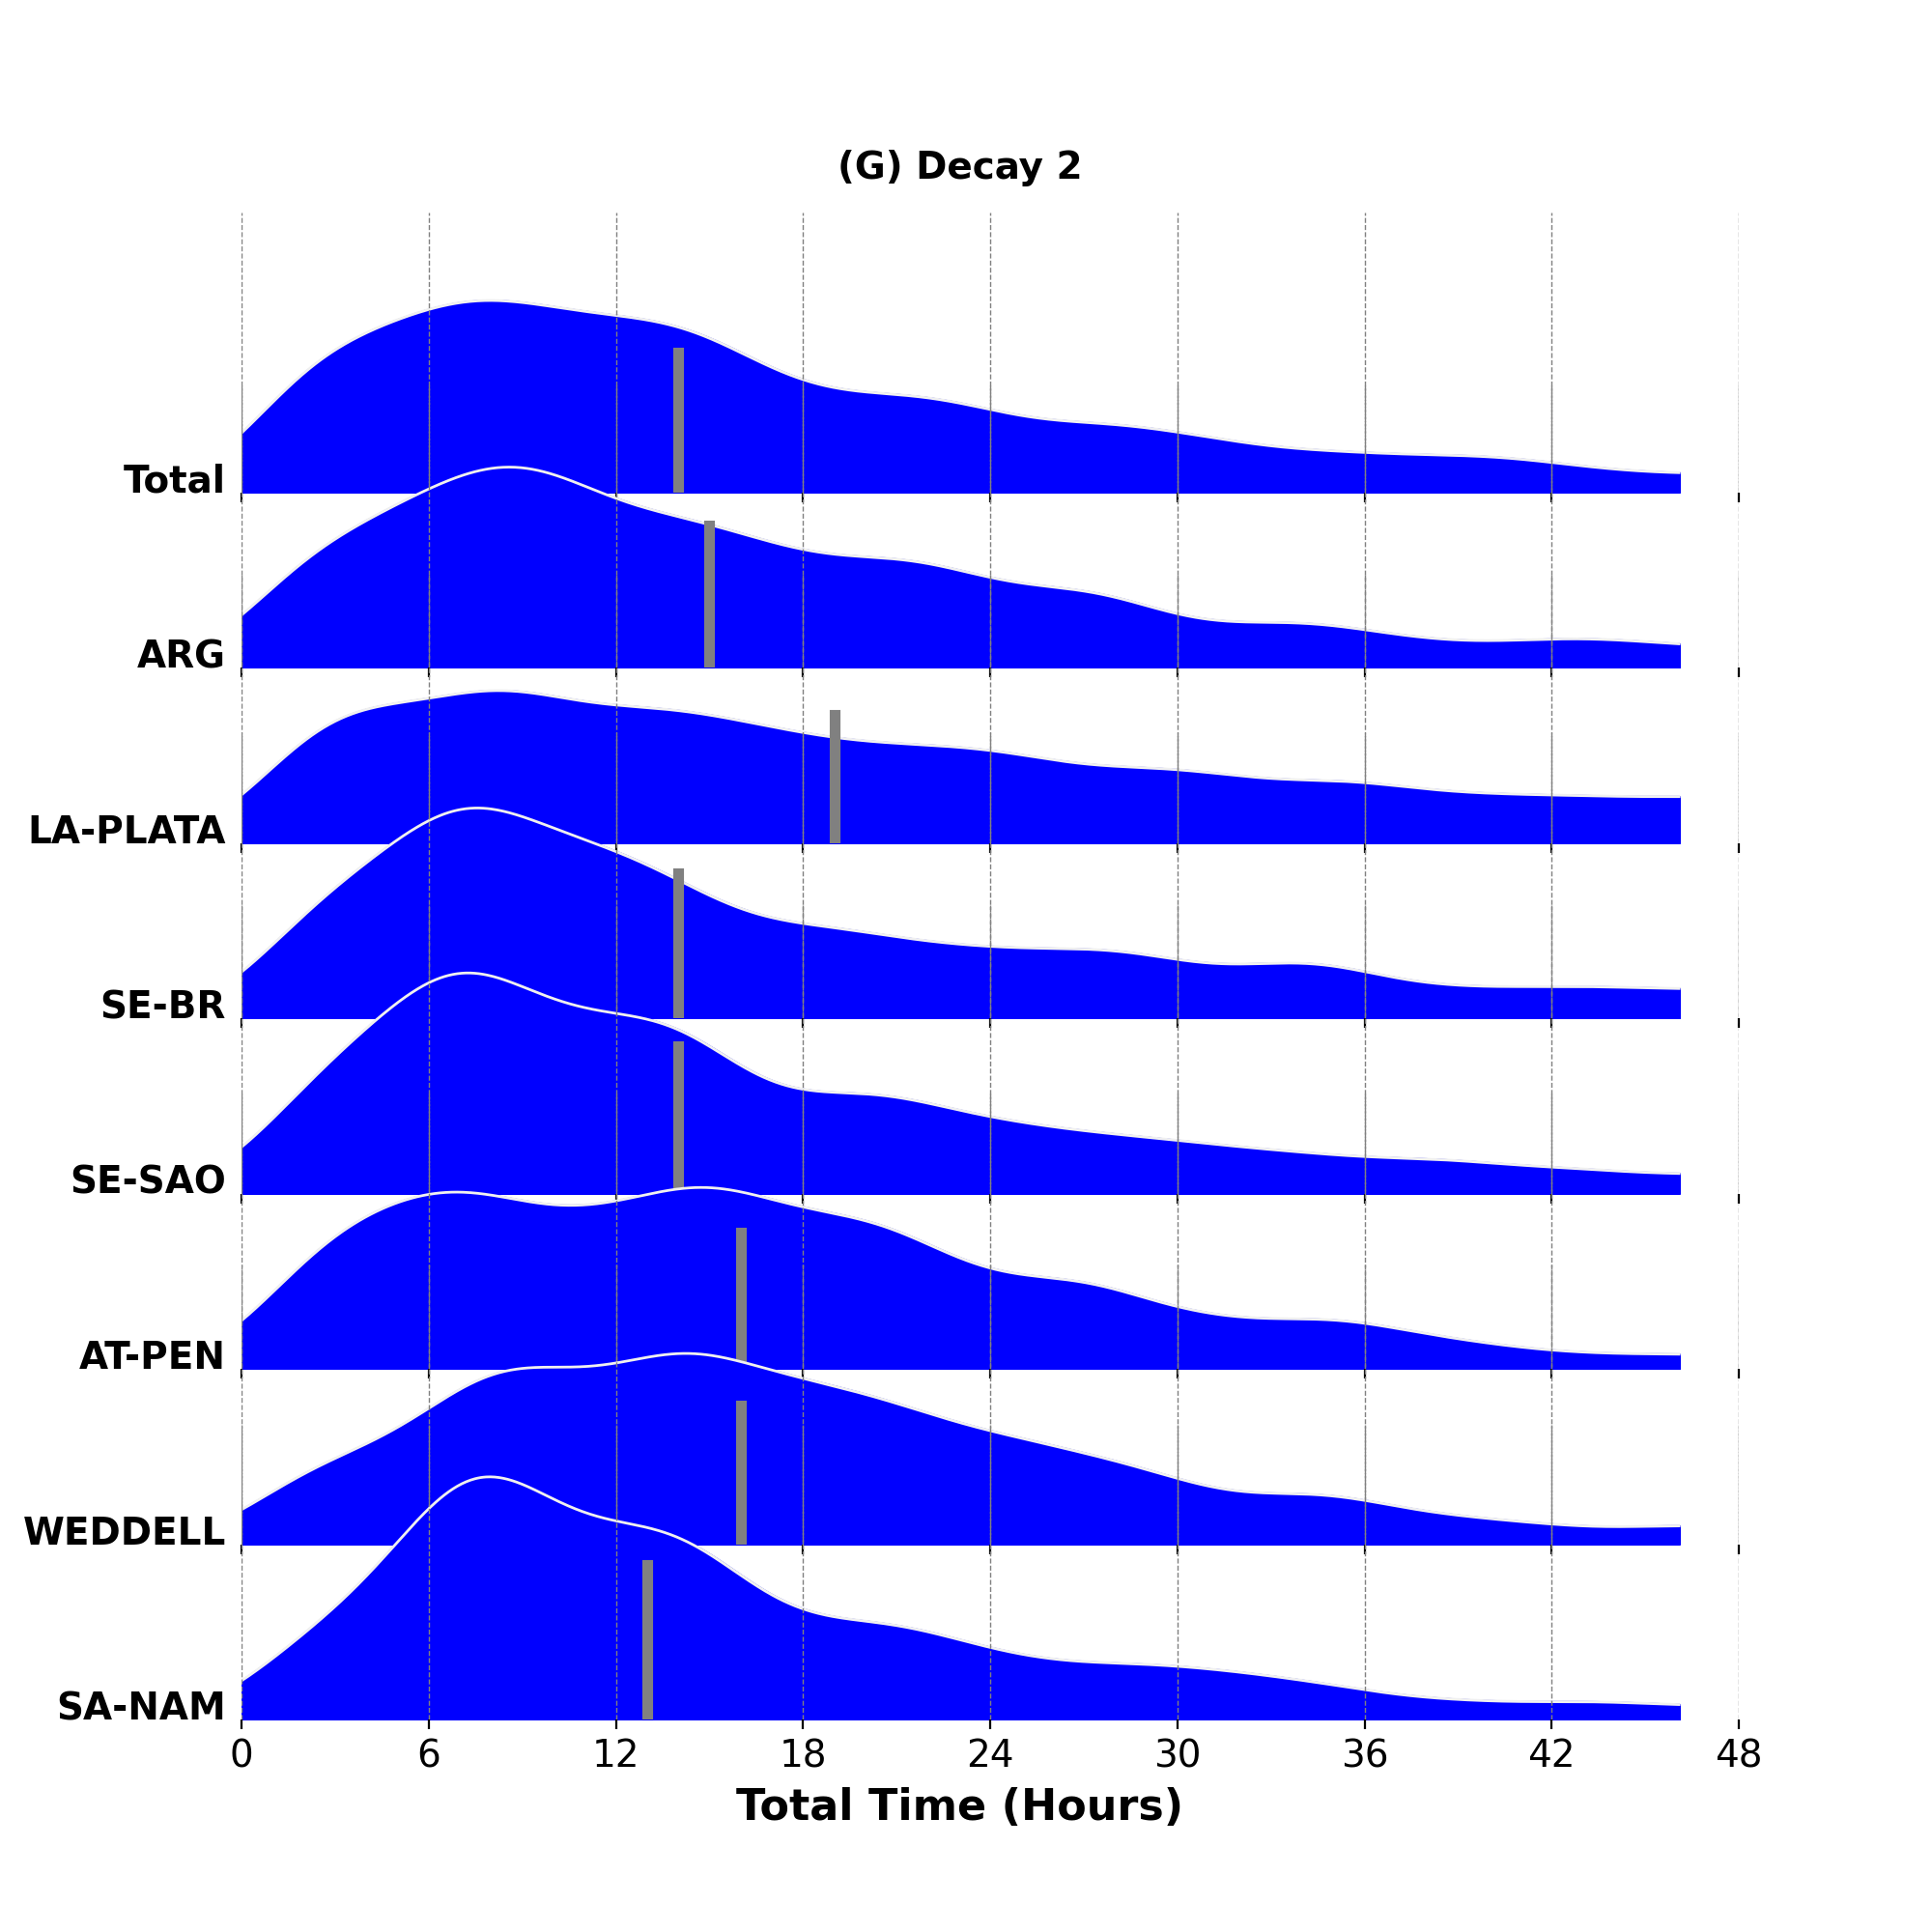 (G) Decay 2
Total
ARG
LA-PLATA
SE-BR
SE-SAO
AT-PEN
WEDDELL
SA-NAM
0 6 12 18 24 30 36 42 48
Total Time (Hours)